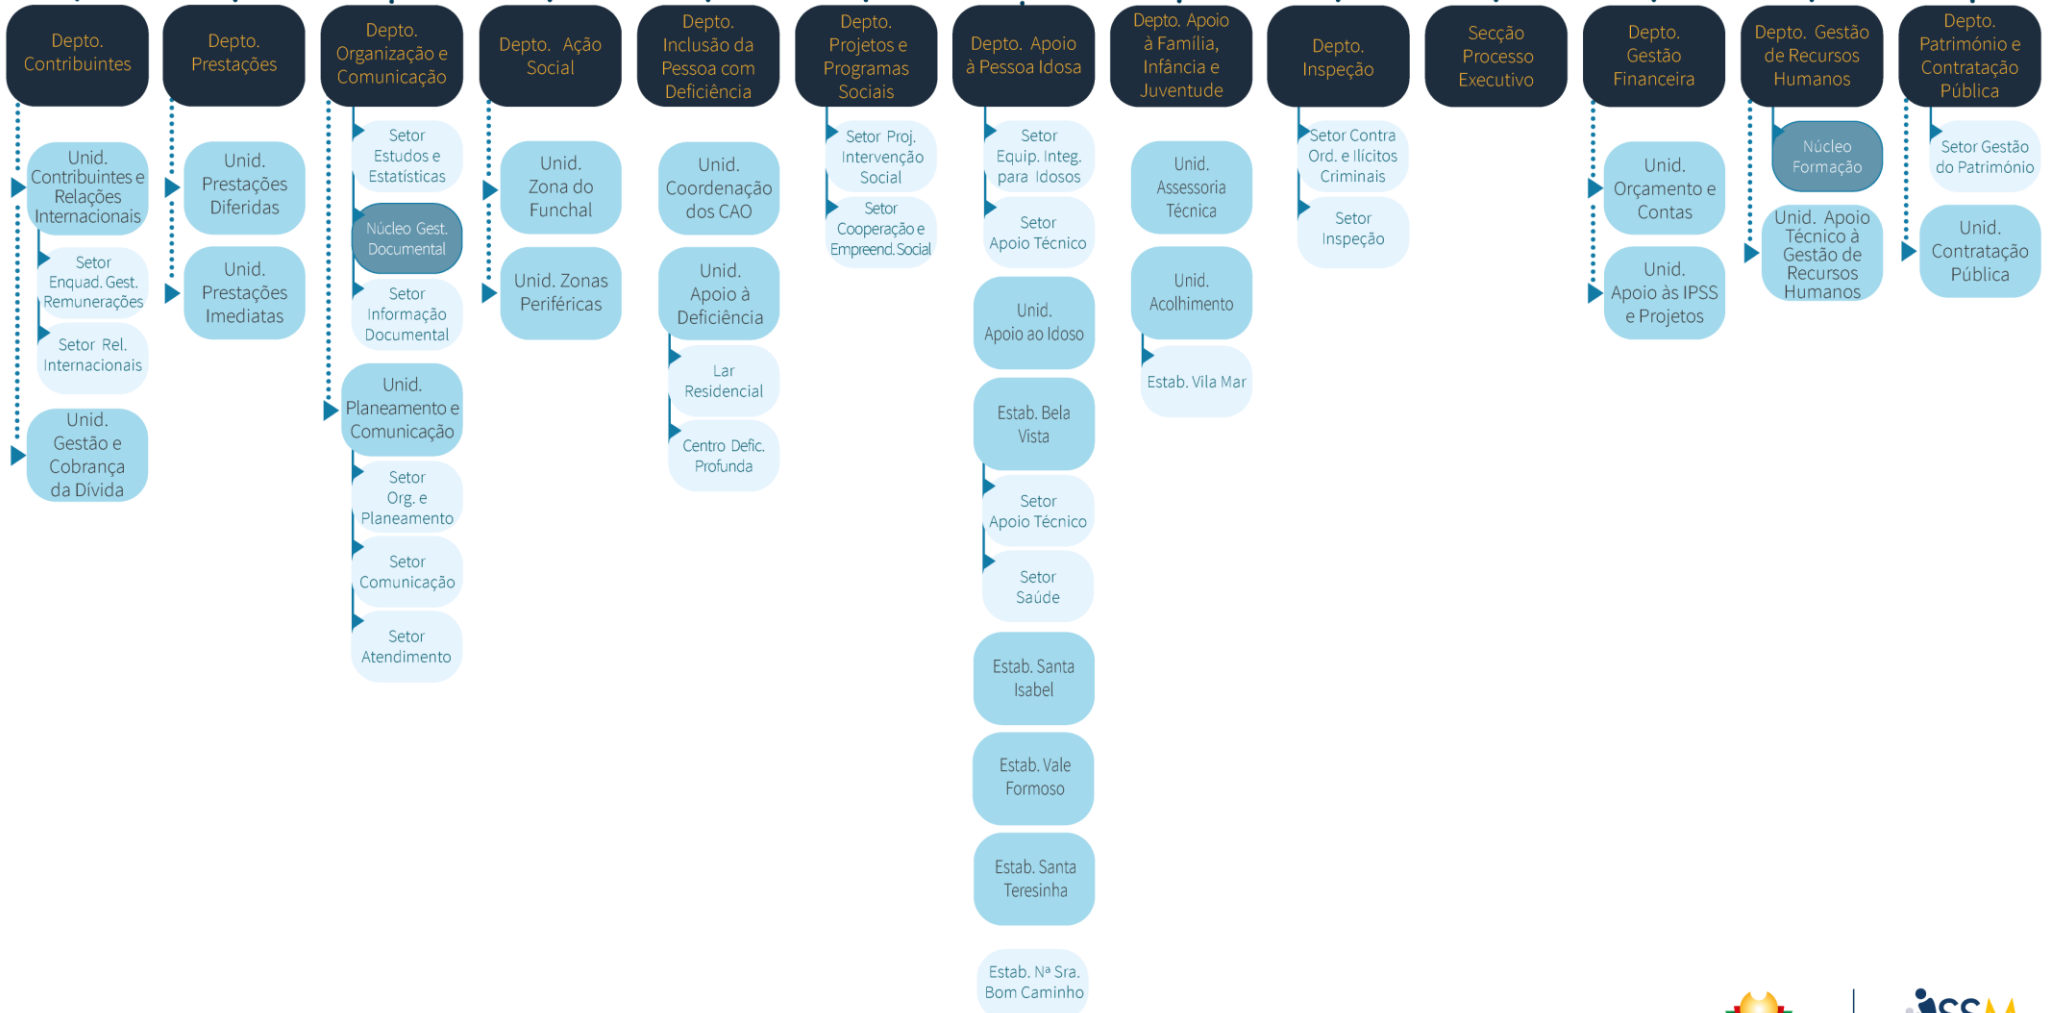 Depto.
Contribuintes
Unid.
Contribuintes e
Relações
Internacionais
Setor
Enquad. Gest.
Remunerações
Setor Rel.
Internacionais
Unid.
Gestão e
Cobrança
da Dívida
Depto.
Prestações
Unid.
Prestações
Diferidas
Unid.
Prestações
Imediatas
Depto.
Organização e
Comunicação
Setor
Estudos e
Estatísticas
Núcleo Gest.
Documental
Setor
Informação
Documental
Unid.
Planeamento e
Comunicação
Setor
Org. e
Planeamento
Setor
Comunicação
Setor
Atendimento
Depto. Ação
Social
Unid.
Zona do
Funchal
Unid. Zonas
Periféricas
Depto.
Inclusão da
Pessoa com
Deficiência
Unid.
Coordenação
dos CAO
Unid.
Apoio à
Deficiência
Lar
Residencial
Centro Defic.
Profunda
Depto.
Projetos e
Programas
Sociais
Setor Proj.
Intervenção
Social
Setor
Cooperação e
Empreend. Social
Depto. Apoio
à Pessoa Idosa
Setor
Equip. Integ.
para Idosos
Setor
Apoio Técnico
Unid.
Apoio ao Idoso
Estab. Bela
Vista
Setor
Apoio Técnico
Setor
Saúde
Estab. Santa
Isabel
Estab. Vale
Formoso
Estab. Santa
Teresinha
Estab. Nª Sra.
Bom Caminho
Depto. Apoio
à Família,
Infância e
Juventude
Unid.
Assessoria
Técnica
Unid.
Acolhimento
Estab. Vila Mar
Depto.
Inspeção
Setor Contra
Ord. e Ilícitos
Criminais
Setor
Inspeção
Secção
Processo
Executivo
Depto.
Gestão
Financeira
Unid.
Orçamento e
Contas
Unid.
Apoio às IPSS
e Projetos
Depto. Gestão
de Recursos
Humanos
Núcleo
Formação
Unid. Apoio
Técnico à
Gestão de
Recursos
Humanos
Depto.
Património e
Contratação
Pública
Setor Gestão
do Património
Unid.
Contratação
Pública
ISSM